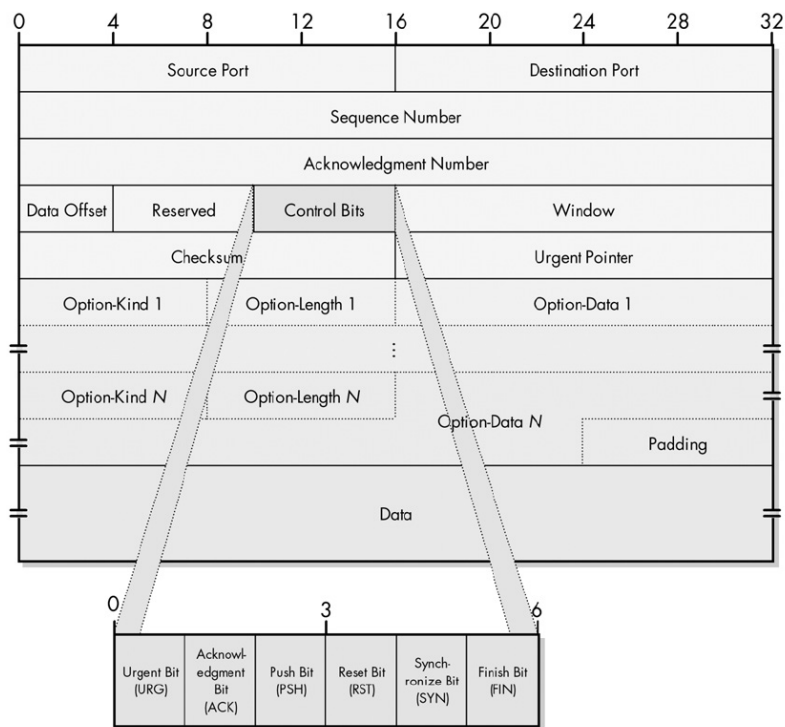 0 4 8 12 16 20 24 28 32
Source Port Destination Port
Sequence Number
Acknowledgment Number
Data Offset Reserved Control Bits Window
Checksum Urgent Pointer
Option-Kind 1 Option-Length 1 Option-Data 1
⋮
Option-Kind N Option-Length N
Option-Data N
Padding
Data
0 3 6
Urgent Bit
(URG)
Acknowl-
edgment
Bit
(ACK)
Push Bit
(PSH)
Reset Bit
(RST)
Synch-
ronize Bit
(SYN)
Finish Bit
(FIN)